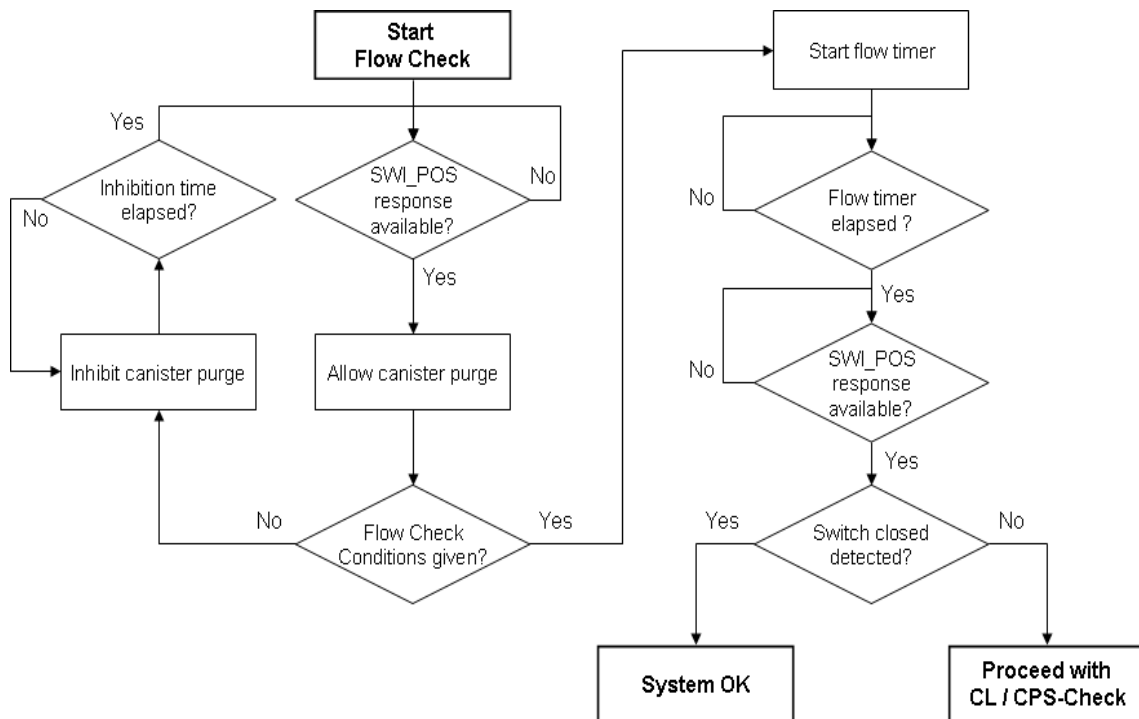 Start
Flow Check
Start flow timer
Yes
Inhibition time
elapsed?
No
SWI_POS
response
available?
No
Yes
Flow timer
elapsed ?
No
Yes
Inhibit canister purge
Allow canister purge
SWI_POS
response
available?
No
Yes
Flow Check
Conditions given?
No
Yes
Switch closed
detected?
Yes
No
System OK
Proceed with
CL / CPS-Check